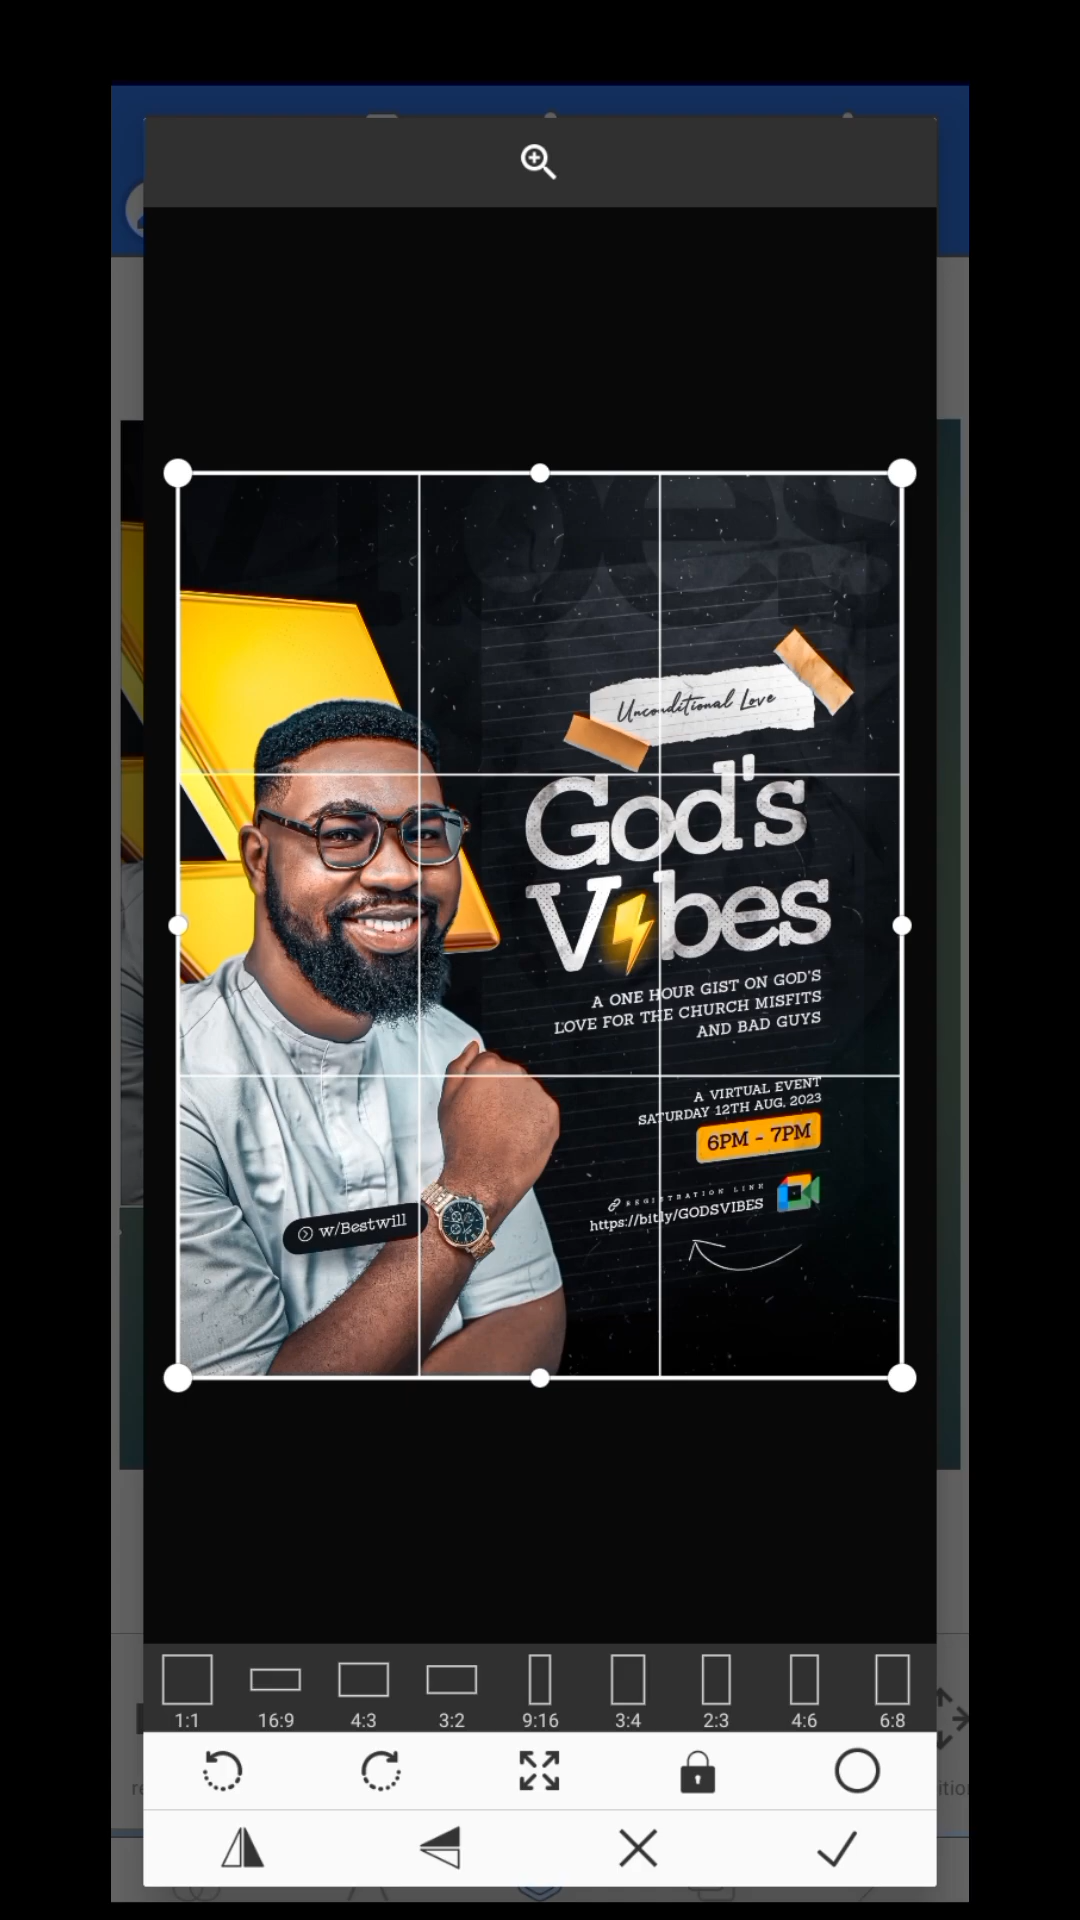 Unconditional Love
God's
Vibes
A ONE HOUR GIST ON GOD'S
LOVE FOR THE CHURCH MISFITS
AND BAD GUYS
A VIRTUAL EVENT
SATURDAY 12TH AUG, 2023
6PM - 7PM
REGISTRATION LINK
https://bitly/GODSVIBES
w/Bestwill
1:1 16:9 4:3 3:2 9:16 3:4 2:3 4:6 6:8